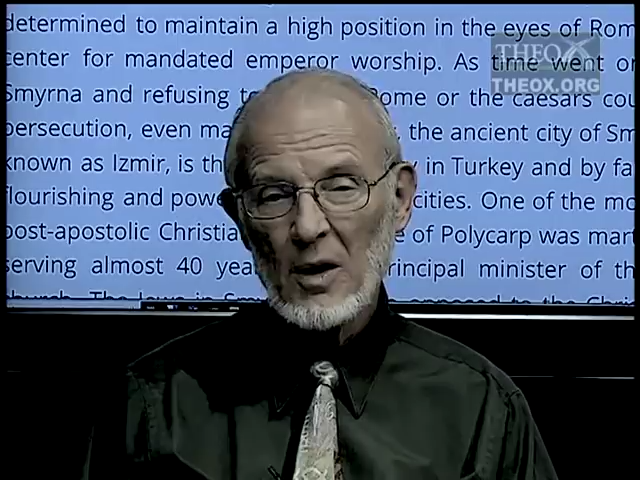 determined to maintain a high position in the eyes of Rom
center for mandated emperor worship. As time went on
Smyrna and refusing to Rome or the caesars cou
persecution, even ma the ancient city of Sm
known as Izmir, is th in Turkey and by fa
flourishing and powe cities. One of the mo
post-apostolic Christia e of Polycarp was mart
serving almost 40 yea principal minister of th
THEOX
THEOX.ORG